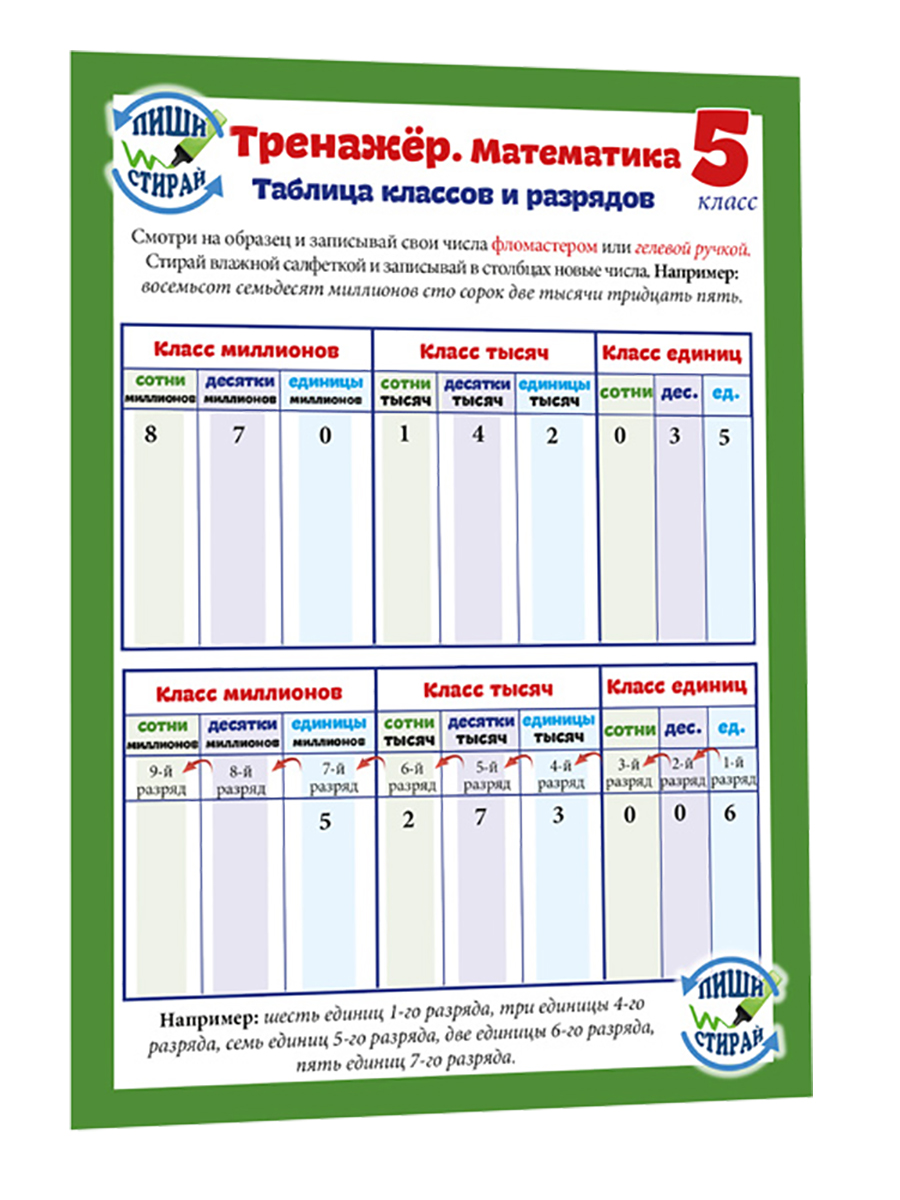 ПИШИ
СТИРАЙ
Тренажёр. Математика 5
Таблица классов и разрядов класс
Смотри на образец и записывай свои числа фломастером или гелевой ручкой.
Стирай влажной салфеткой и записывай в столбцах новые числа. Например:
восемьсот семьдесят миллионов сто сорок две тысячи тридцать пять.
Класс миллионов Класс тысяч Класс единиц
сотни десятки единицы сотни десятки единицы сотни дес. ед.
миллионов миллионов миллионов тысяч тысяч тысяч
8 7 0 1 4 2 0 3 5
Класс миллионов Класс тысяч Класс единиц
сотни десятки единицы сотни десятки единицы сотни дес. ед.
миллионов миллионов миллионов тысяч тысяч тысяч
9-й 8-й 7-й 6-й 5-й 4-й 3-й 2-й 1-й
разряд разряд разряд разряд разряд разряд разряд разряд разряд
5 2 7 3 0 0 6
Например: шесть единиц 1-го разряда, три единицы 4-го
разряда, семь единиц 5-го разряда, две единицы 6-го разряда,
пять единиц 7-го разряда.
ПИШИ
СТИРАЙ